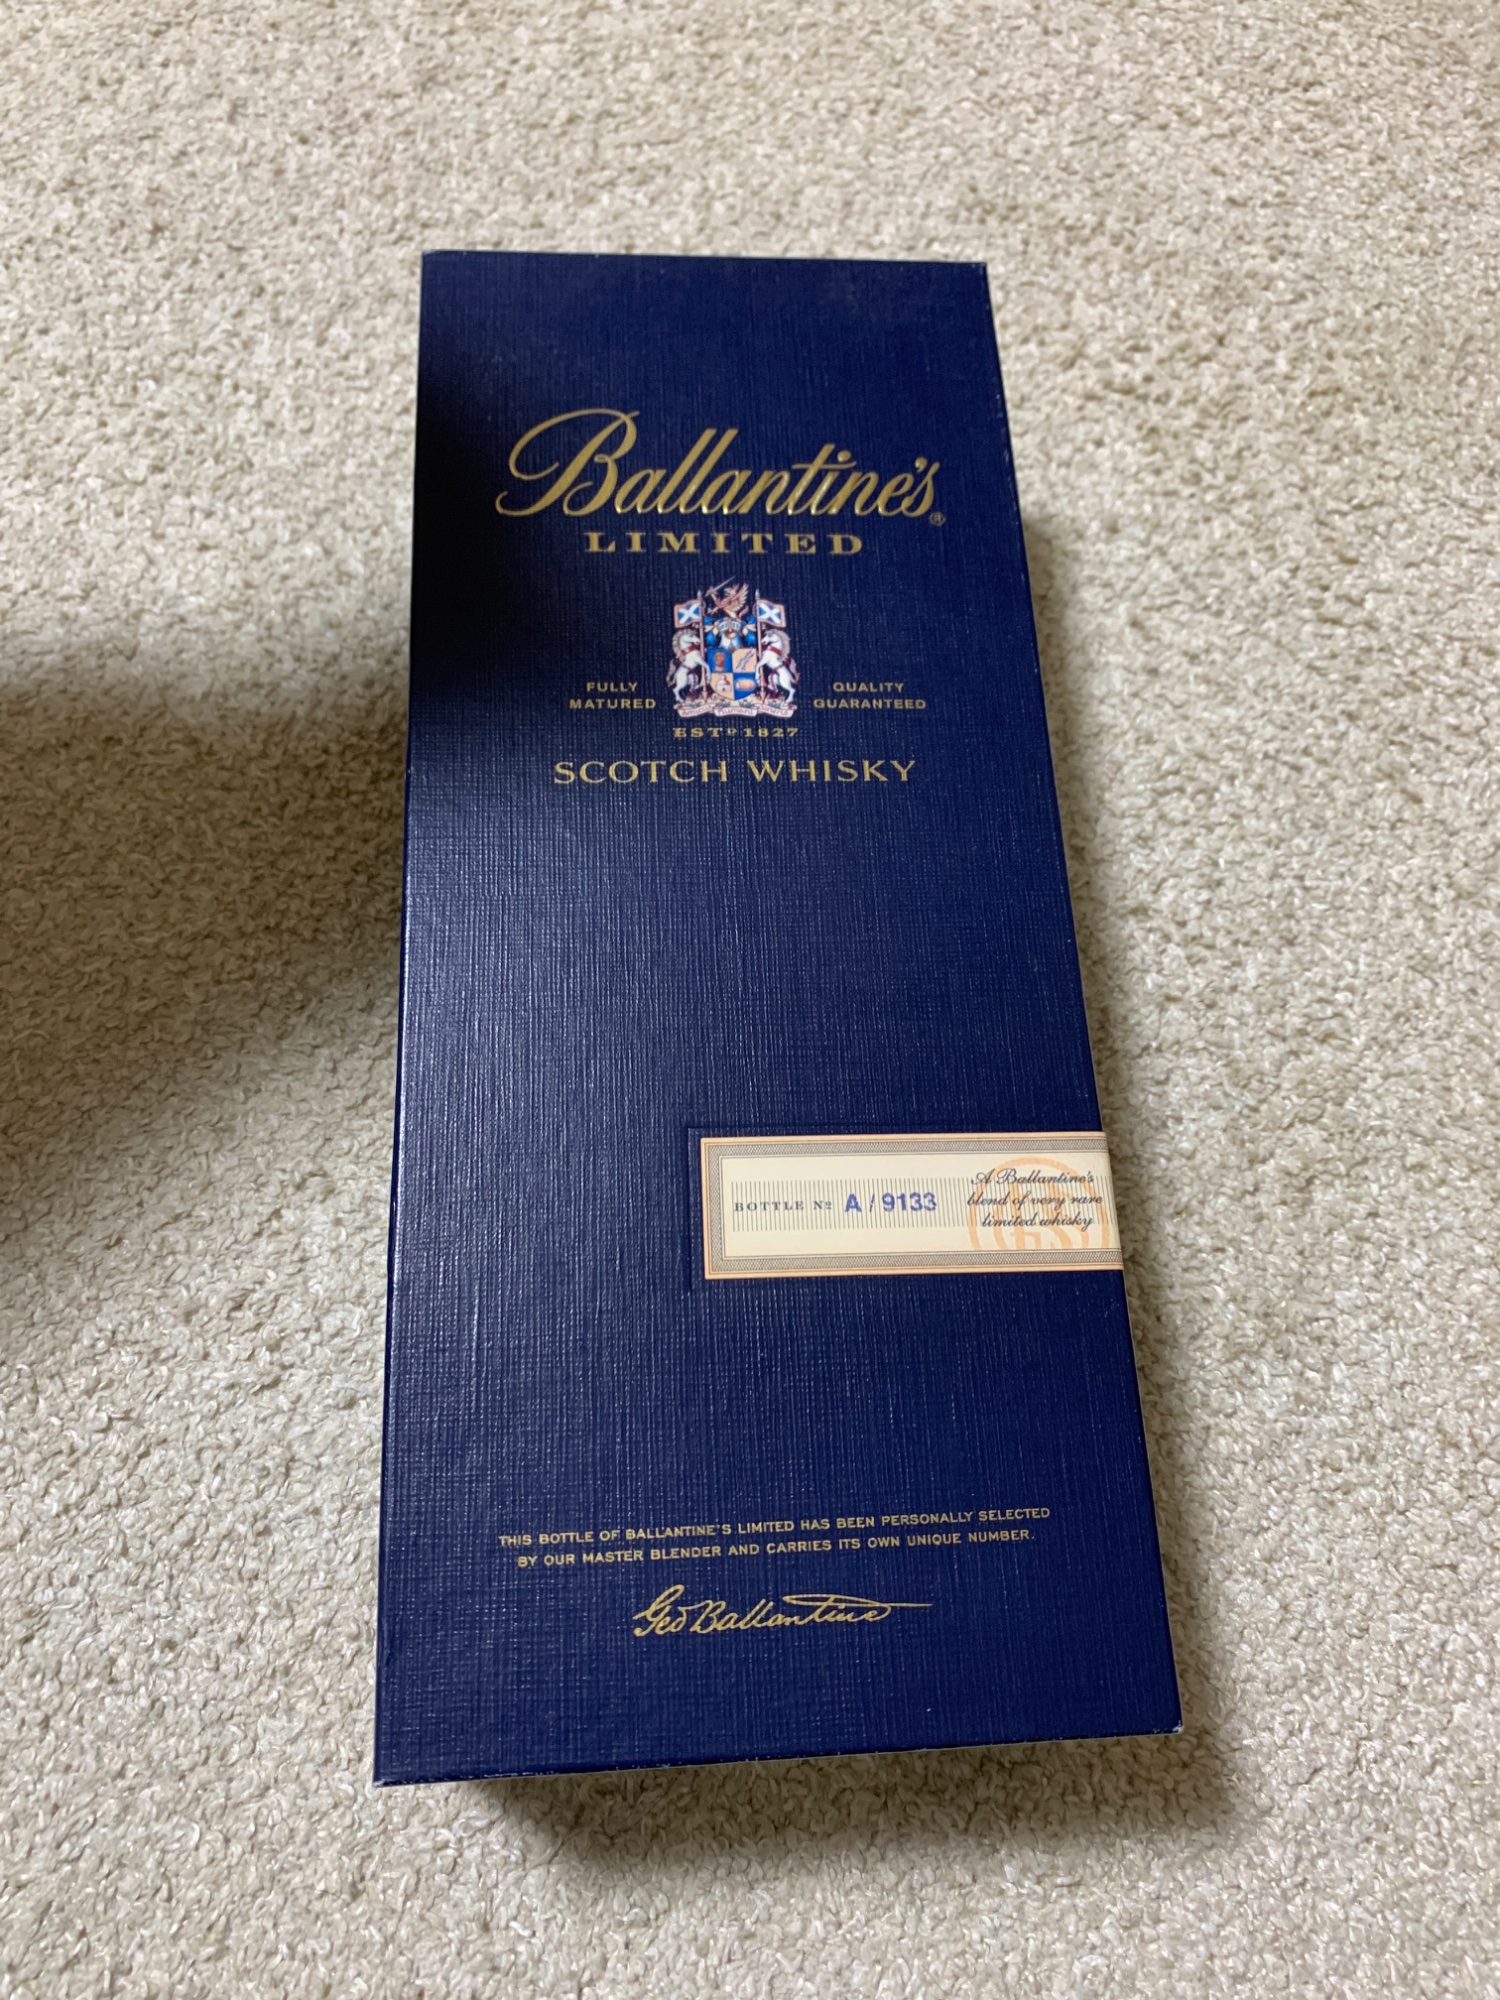 Ballantine's®
LIMITED
FULLY MATURED
QUALITY GUARANTEED
ESTD 1827
SCOTCH WHISKY
BOTTLE Nº A / 9133
A Ballantine's
blend of very rare
limited whisky
THIS BOTTLE OF BALLANTINE'S LIMITED HAS BEEN PERSONALLY SELECTED
BY OUR MASTER BLENDER AND CARRIES ITS OWN UNIQUE NUMBER.
Geo Ballantine